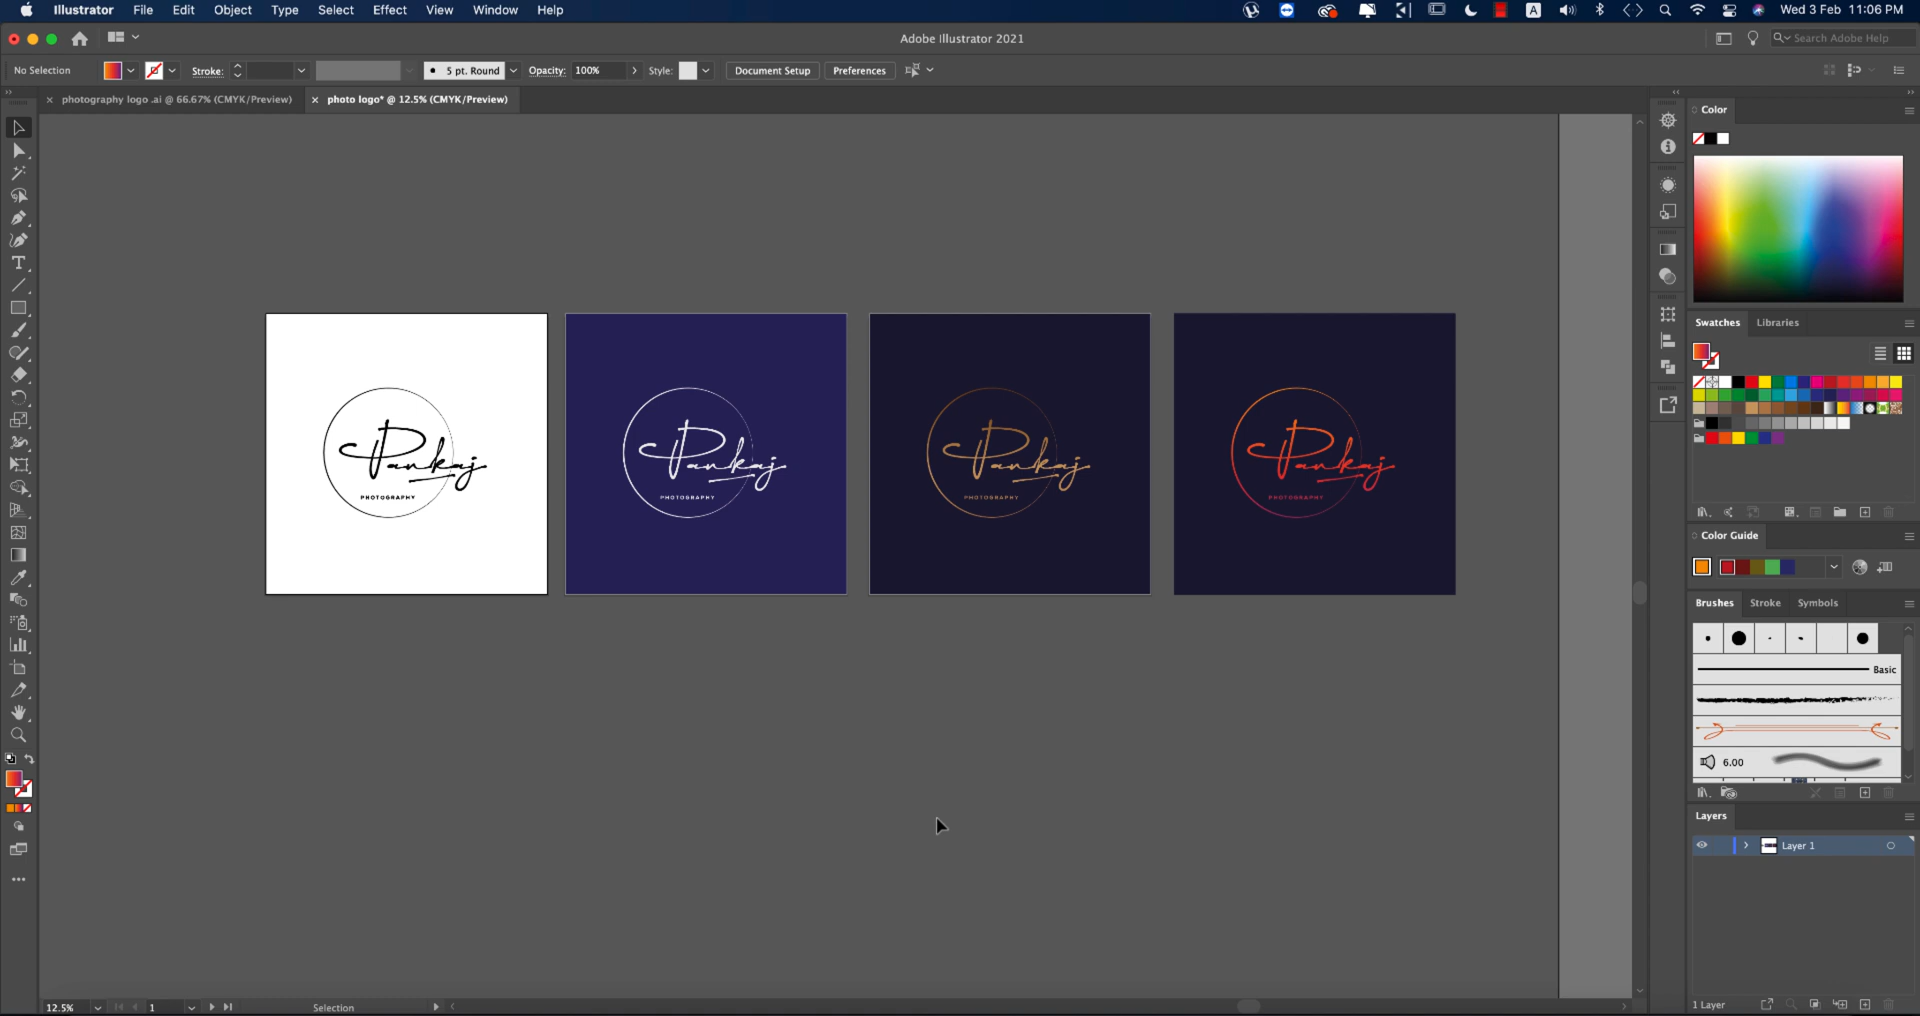 Illustrator File Edit Object Type Select Effect View Window Help A Wed 3 Feb 11:06 PM
Adobe Illustrator 2021
Search Adobe Help
No Selection Stroke: 5 pt. Round Opacity: 100% Style: Document Setup Preferences
photography logo .ai @ 66.67% (CMYK/Preview) photo logo* @ 12.5% (CMYK/Preview)
Color
Swatches Libraries
Pankaj Pankaj Pankaj Pankaj
PHOTOGRAPHY PHOTOGRAPHY PHOTOGRAPHY PHOTOGRAPHY
Color Guide
Brushes Stroke Symbols
Basic
6.00
Layers
Layer 1
1 Layer
12.5% 1 Selection